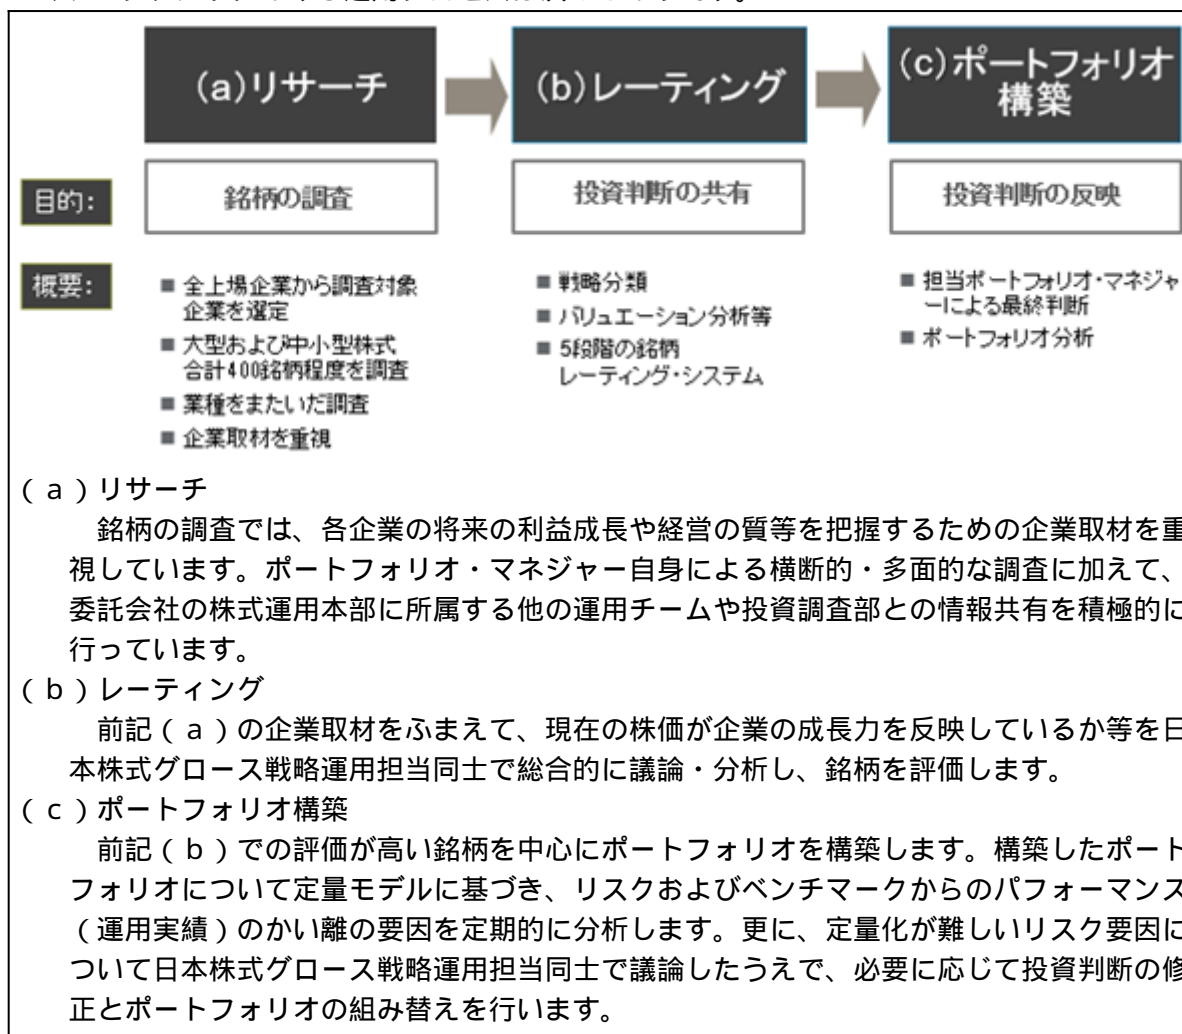 (a)リサーチ
(b)レーティング
(c)ポートフォリオ
構築
目的:
銘柄の調査
投資判断の共有
投資判断の反映
概要:
■ 全上場企業から調査対象
企業を選定
■ 大型および中小型株式
合計400銘柄程度を調査
■ 業種をまたいだ調査
■ 企業取材を重視
■ 戦略分類
■ バリュエーション分析等
■ 5段階の銘柄
レーティング・システム
■ 担当ポートフォリオ・マネジャ
ーによる最終判断
■ ポートフォリオ分析
(a)リサーチ
銘柄の調査では、各企業の将来の利益成長や経営の質等を把握するための企業取材を重
視しています。ポートフォリオ・マネジャー自身による横断的・多面的な調査に加えて、
委託会社の株式運用本部に所属する他の運用チームや投資調査部との情報共有を積極的に
行っています。
(b)レーティング
前記(a)の企業取材をふまえて、現在の株価が企業の成長力を反映しているか等を日
本株式グロース戦略運用担当同士で総合的に議論・分析し、銘柄を評価します。
(c)ポートフォリオ構築
前記(b)での評価が高い銘柄を中心にポートフォリオを構築します。構築したポート
フォリオについて定量モデルに基づき、リスクおよびベンチマークからのパフォーマンス
(運用実績)のかい離の要因を定期的に分析します。更に、定量化が難しいリスク要因に
ついて日本株式グロース戦略運用担当同士で議論したうえで、必要に応じて投資判断の修
正とポートフォリオの組み替えを行います。